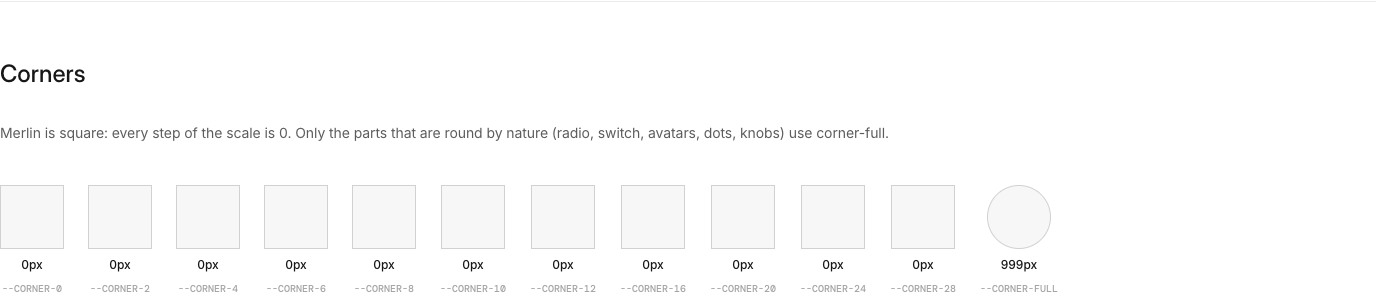 Corners
Merlin is square: every step of the scale is 0. Only the parts that are round by nature (radio, switch, avatars, dots, knobs) use corner-full.
0px 0px 0px 0px 0px 0px 0px 0px 0px 0px 0px 999px
--CORNER-0 --CORNER-2 --CORNER-4 --CORNER-6 --CORNER-8 --CORNER-10 --CORNER-12 --CORNER-16 --CORNER-20 --CORNER-24 --CORNER-28 --CORNER-FULL